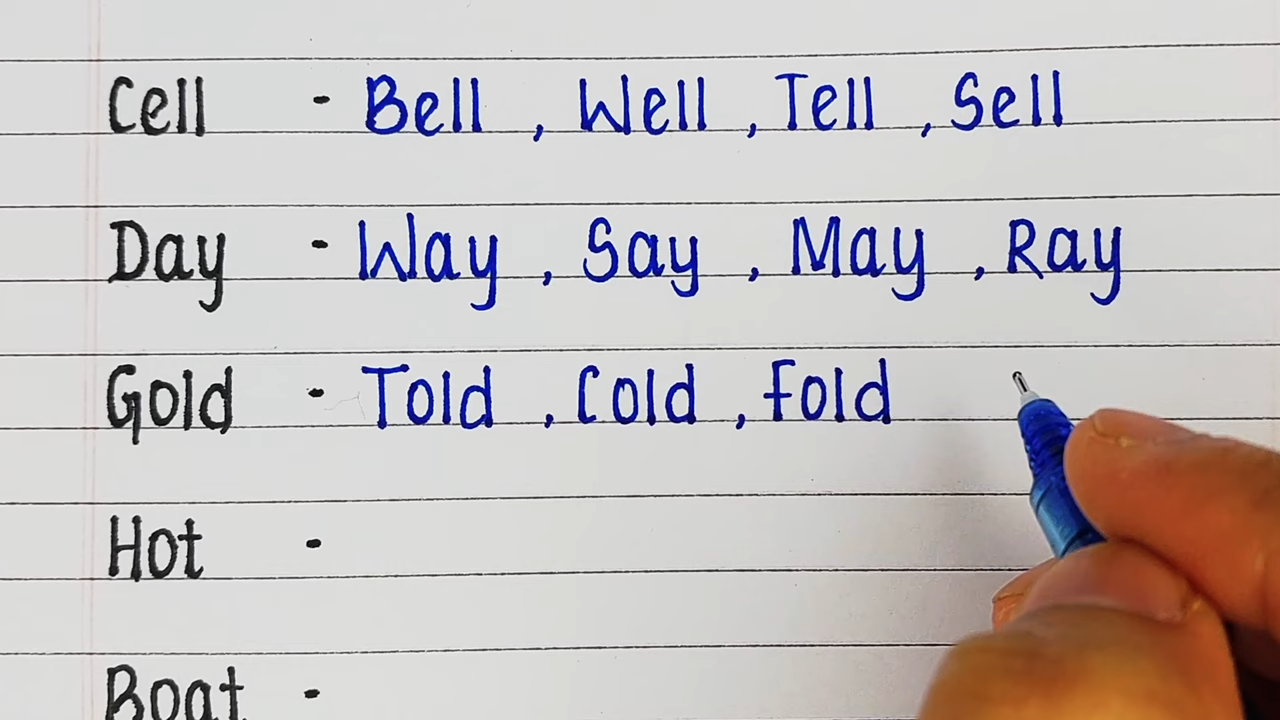 Cell - Bell , Well , Tell , Sell
Day - Way , Say , May , Ray
Gold - Told , Cold , Fold
Hot -
Boat -